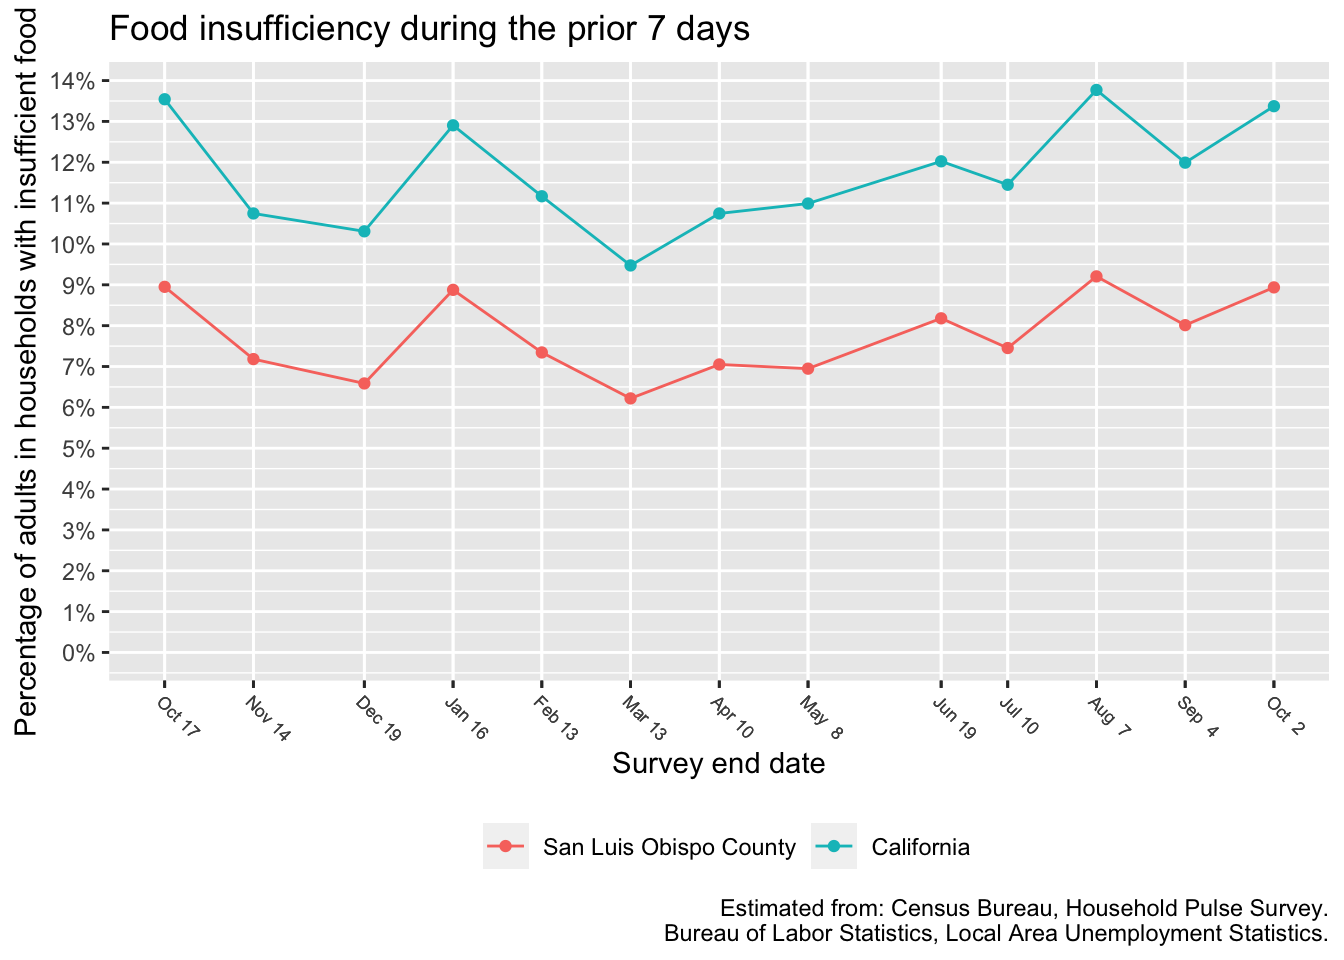 Food insufficiency during the prior 7 days
Percentage of adults in households with insufficient food
14%
13%
12%
11%
10%
9%
8%
7%
6%
5%
4%
3%
2%
1%
0%
Oct 17
Nov 14
Dec 19
Jan 16
Feb 13
Mar 13
Apr 10
May 8
Jun 19
Jul 10
Aug 7
Sep 4
Oct 2
Survey end date
San Luis Obispo County
California
Estimated from: Census Bureau, Household Pulse Survey.
Bureau of Labor Statistics, Local Area Unemployment Statistics.